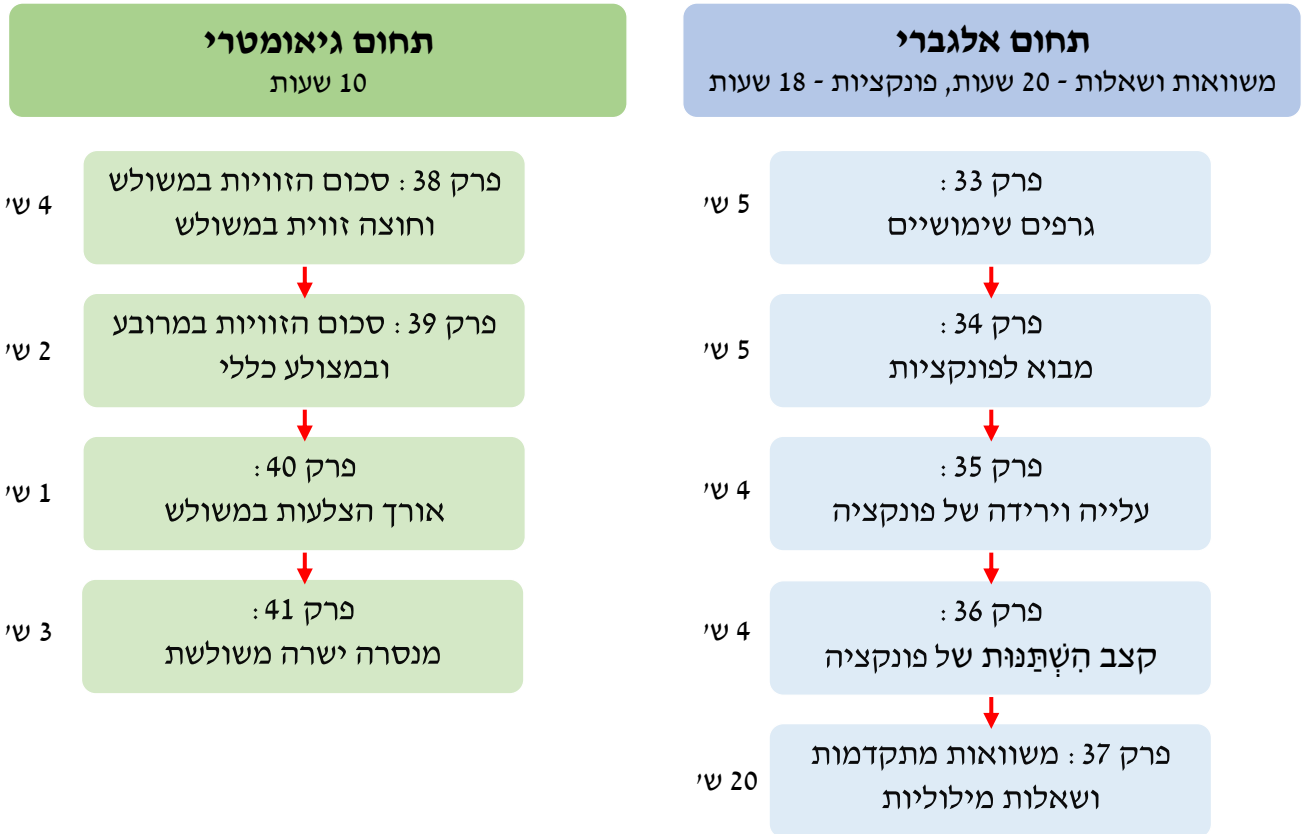 תחום אלגברי
משוואות ושאלות - 20 שעות, פונקציות - 18 שעות
פרק 33 :
גרפים שימושיים
5 ש'
פרק 34 :
מבוא לפונקציות
5 ש'
פרק 35 :
עלייה וירידה של פונקציה
4 ש'
פרק 36 :
קצב הִשְׁתַּנּוּת של פונקציה
4 ש'
פרק 37 : משוואות מתקדמות
ושאלות מילוליות
20 ש'
תחום גיאומטרי
10 שעות
פרק 38 : סכום הזוויות במשולש
וחוצה זווית במשולש
4 ש'
פרק 39 : סכום הזוויות במרובע
ובמצולע כללי
2 ש'
פרק 40 :
אורך הצלעות במשולש
1 ש'
פרק 41 :
מנסרה ישרה משולשת
3 ש'